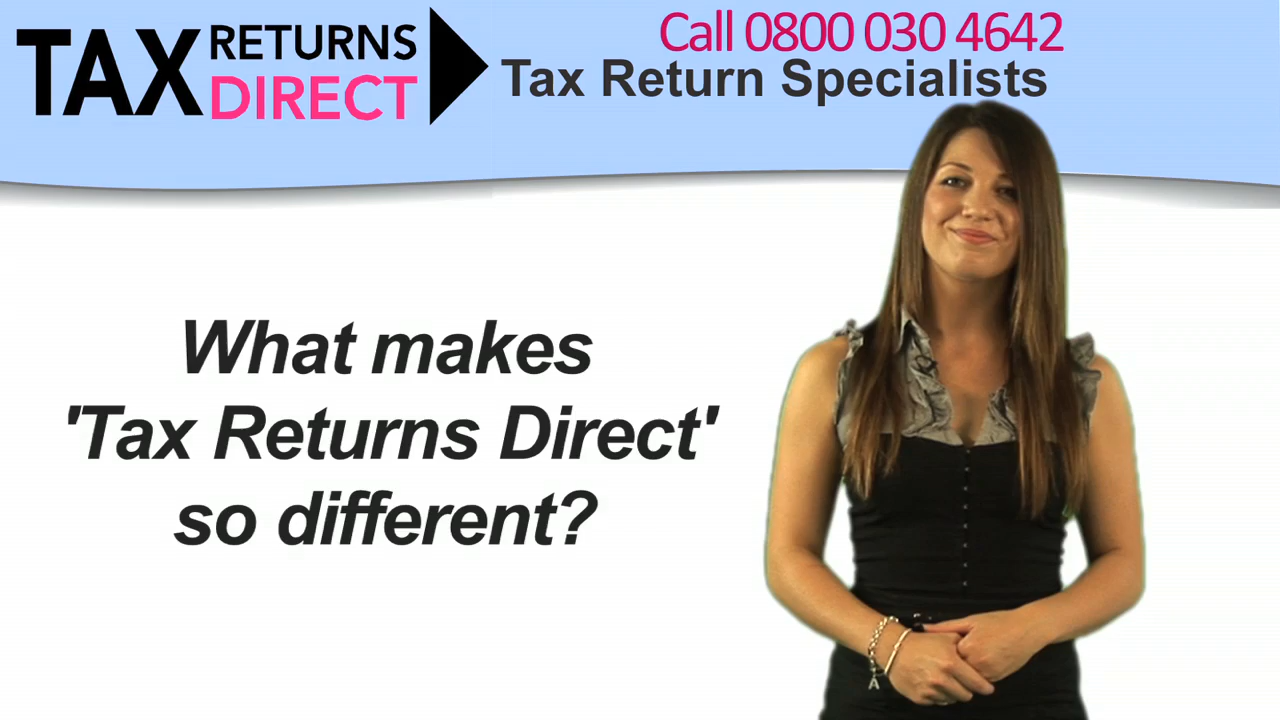 TAX RETURNS
DIRECT
Call 0800 030 4642
Tax Return Specialists
What makes
'Tax Returns Direct'
so different?
A